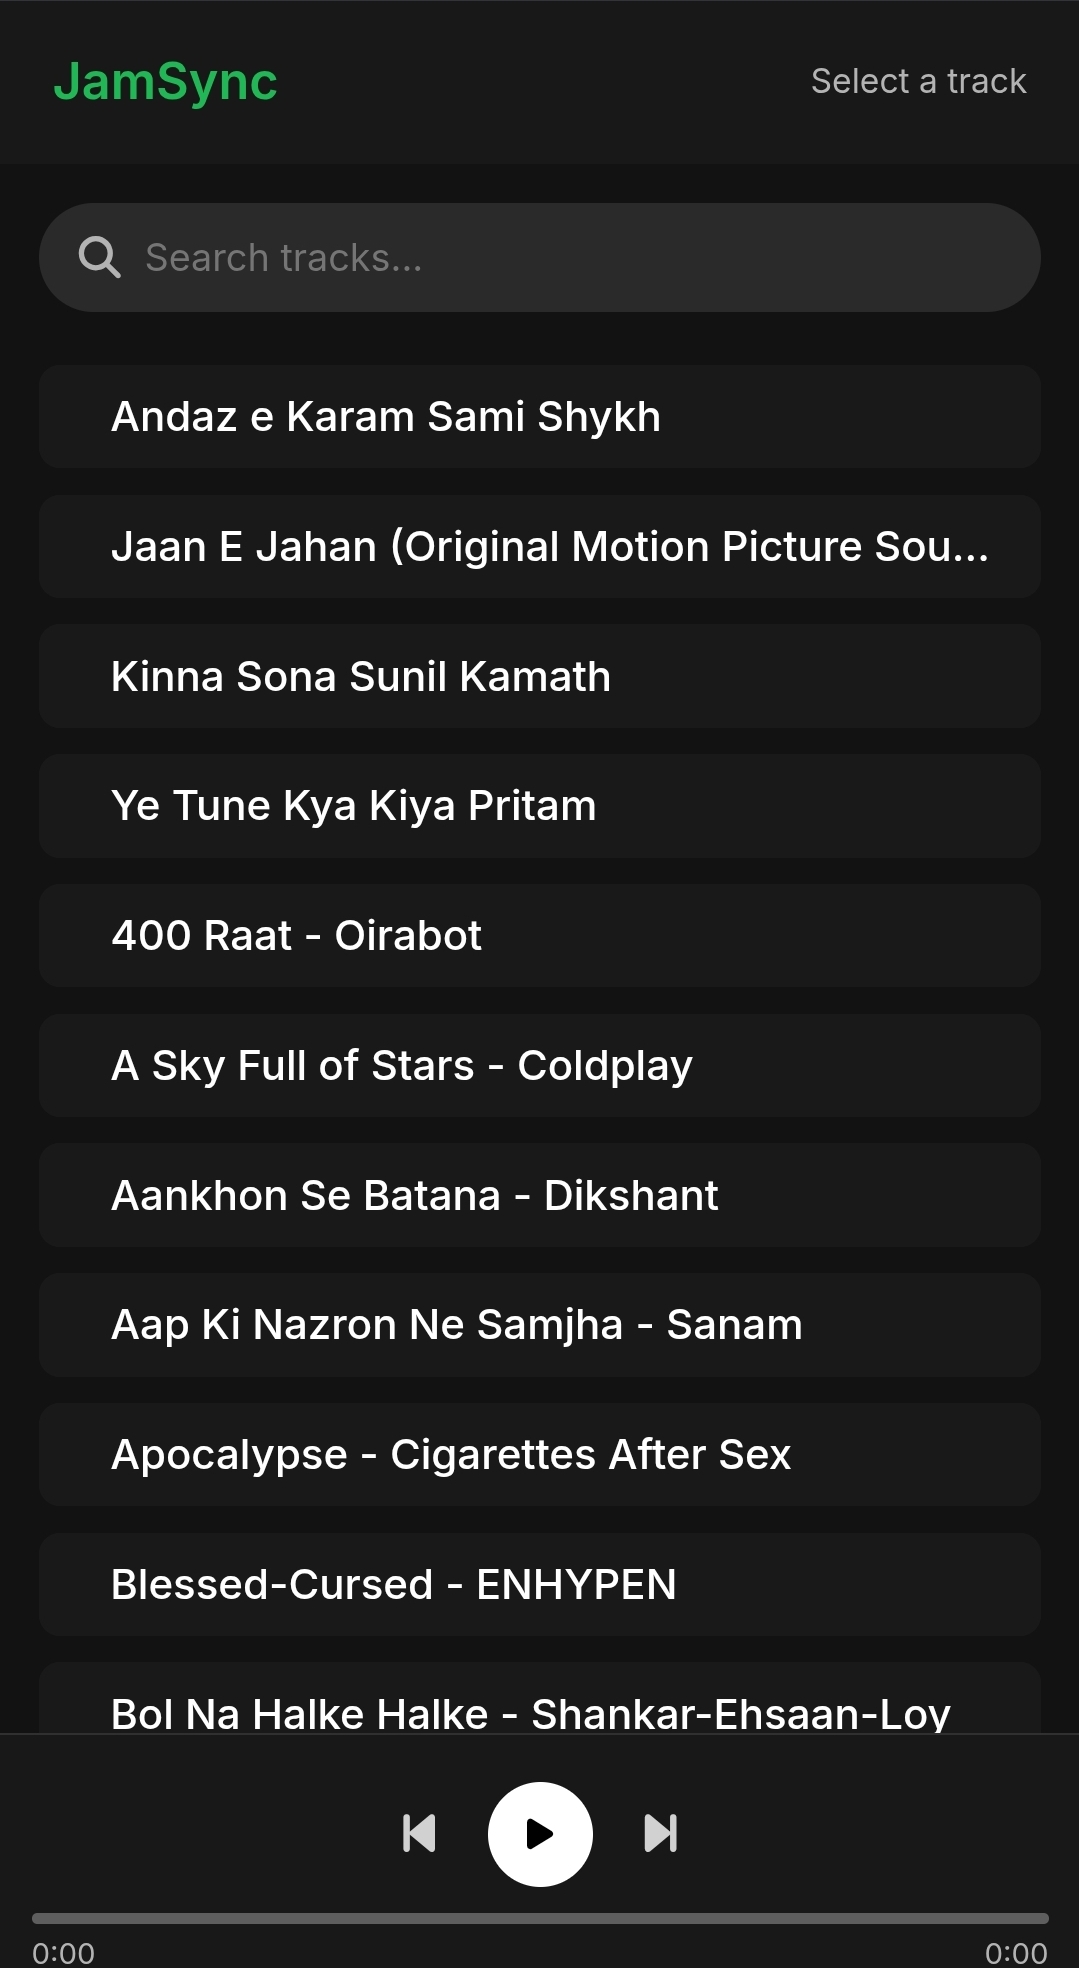 JamSync
Select a track
Search tracks...
Andaz e Karam Sami Shykh
Jaan E Jahan (Original Motion Picture Sou...
Kinna Sona Sunil Kamath
Ye Tune Kya Kiya Pritam
400 Raat - Oirabot
A Sky Full of Stars - Coldplay
Aankhon Se Batana - Dikshant
Aap Ki Nazron Ne Samjha - Sanam
Apocalypse - Cigarettes After Sex
Blessed-Cursed - ENHYPEN
Bol Na Halke Halke - Shankar-Ehsaan-Loy
0:00
0:00